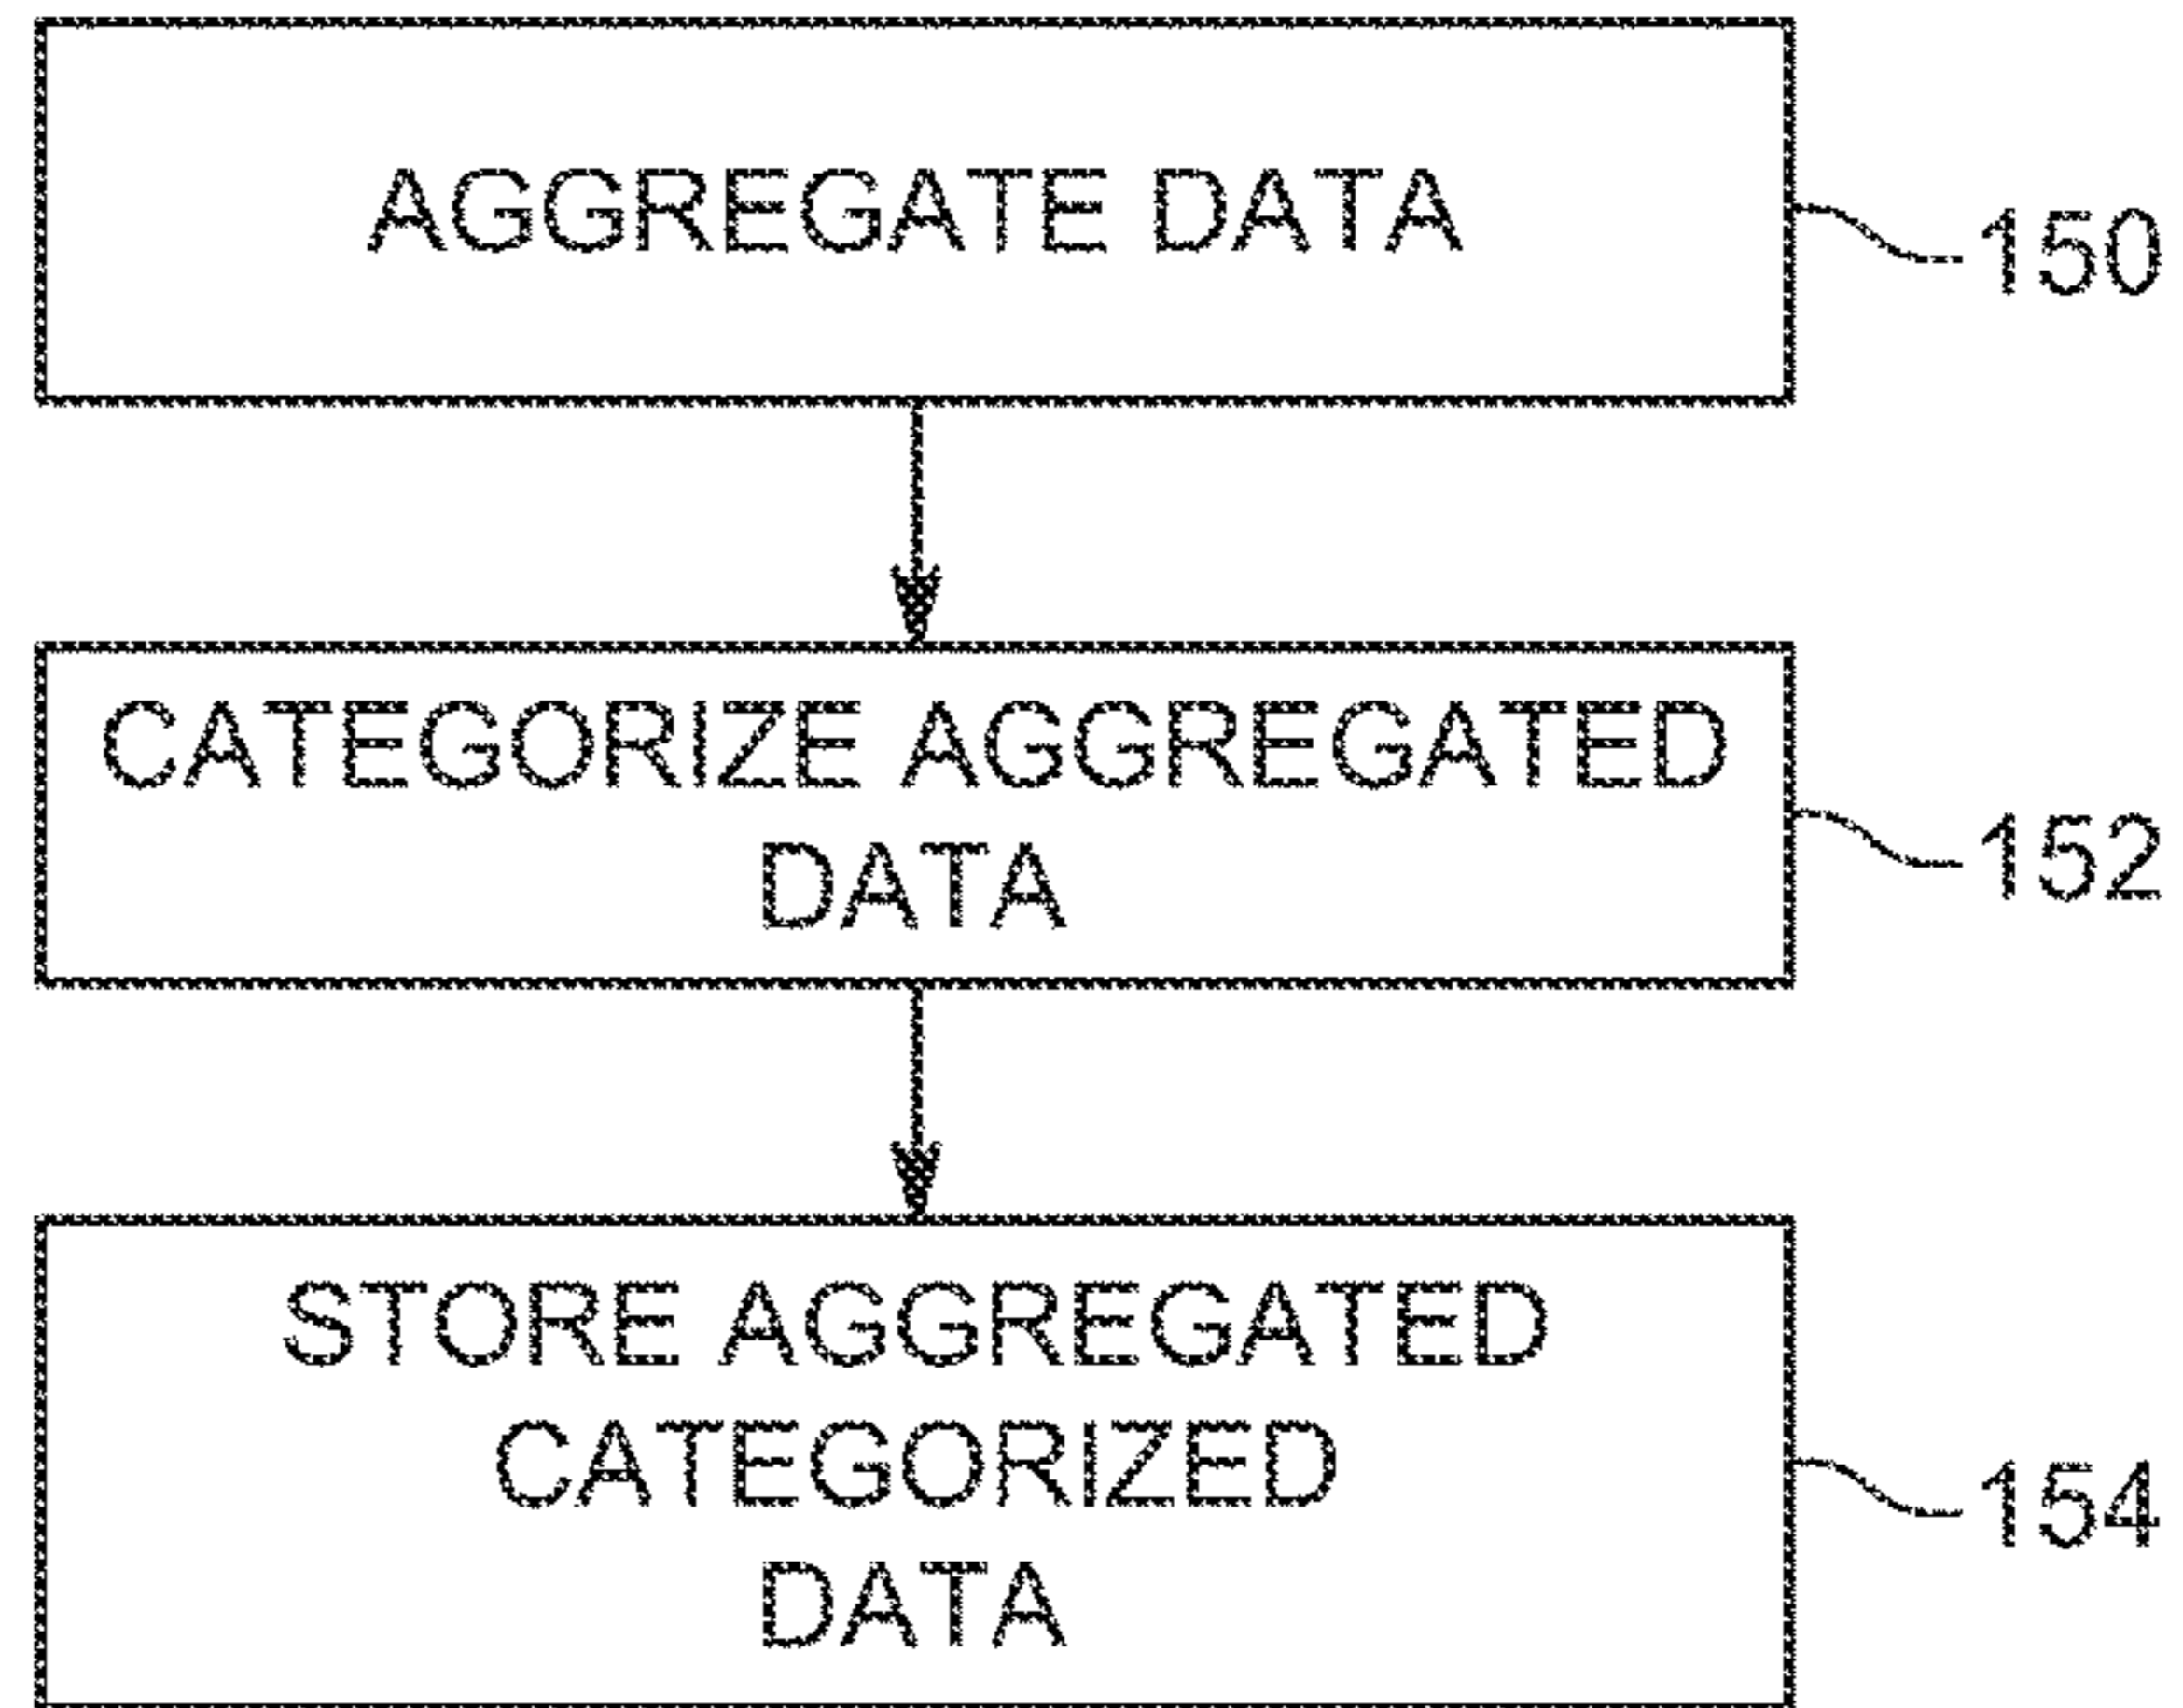 AGGREGATE DATA
150
CATEGORIZE AGGREGATED
DATA
152
STORE AGGREGATED
CATEGORIZED
DATA
154